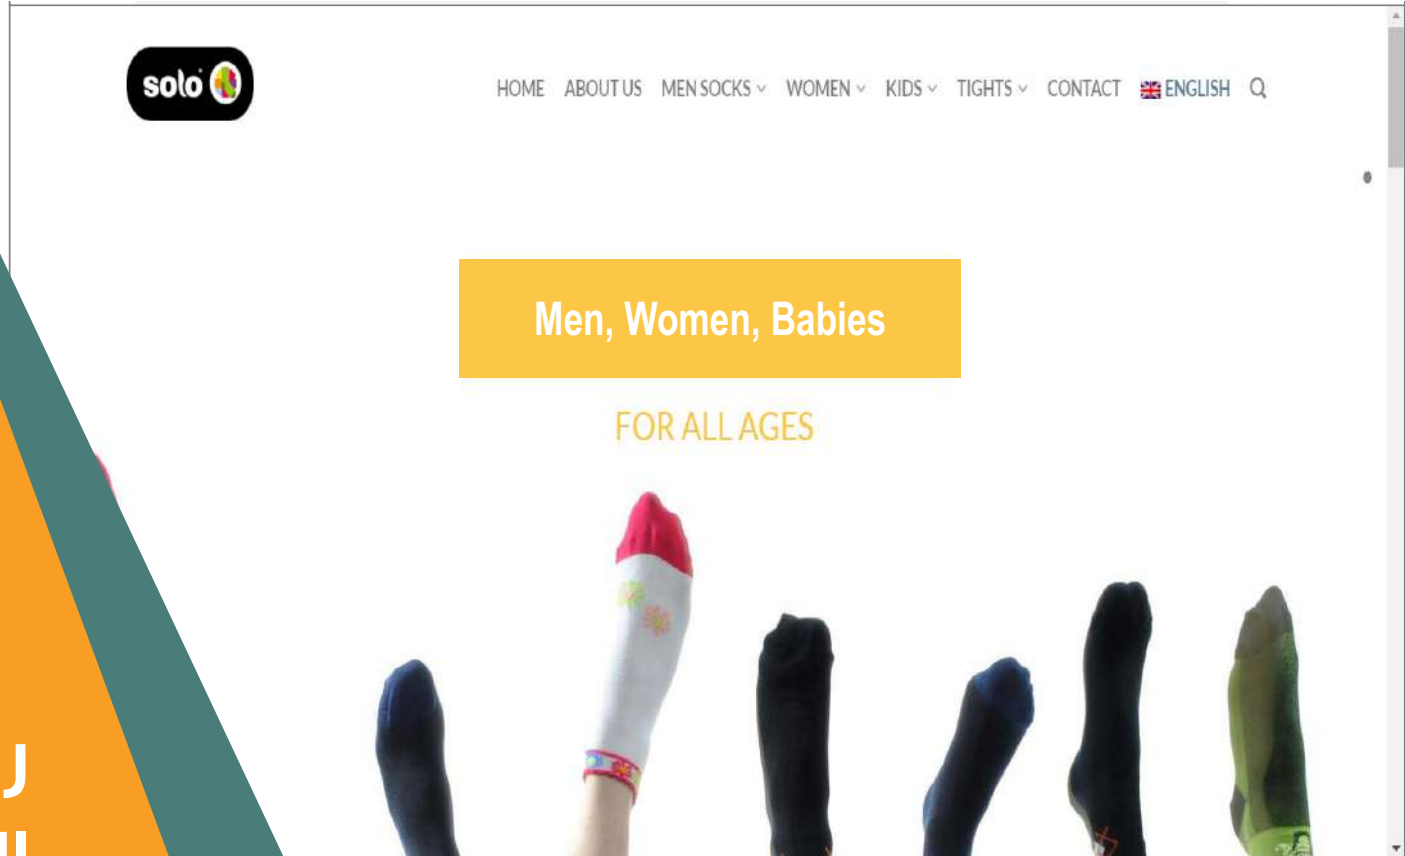 solo
HOME ABOUT US MEN SOCKS WOMEN KIDS TIGHTS CONTACT ENGLISH
Men, Women, Babies
FOR ALL AGES